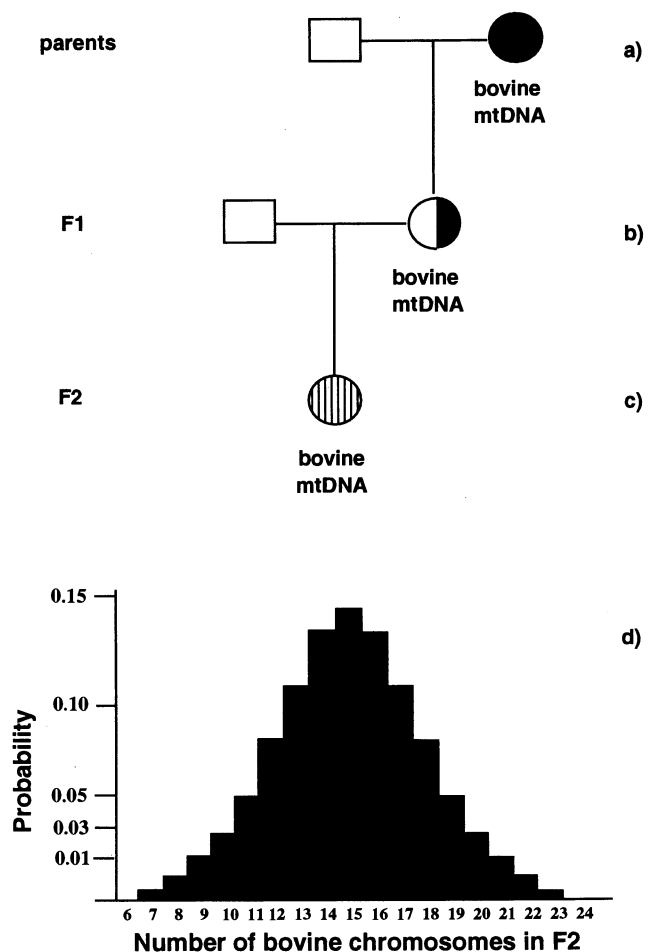 parents
a)
bovine
mtDNA
F1
b)
bovine
mtDNA
F2
c)
bovine
mtDNA
d)
0.15
0.10
0.05
0.03
0.01
Probability
6 7 8 9 10 11 12 13 14 15 16 17 18 19 20 21 22 23 24
Number of bovine chromosomes in F2